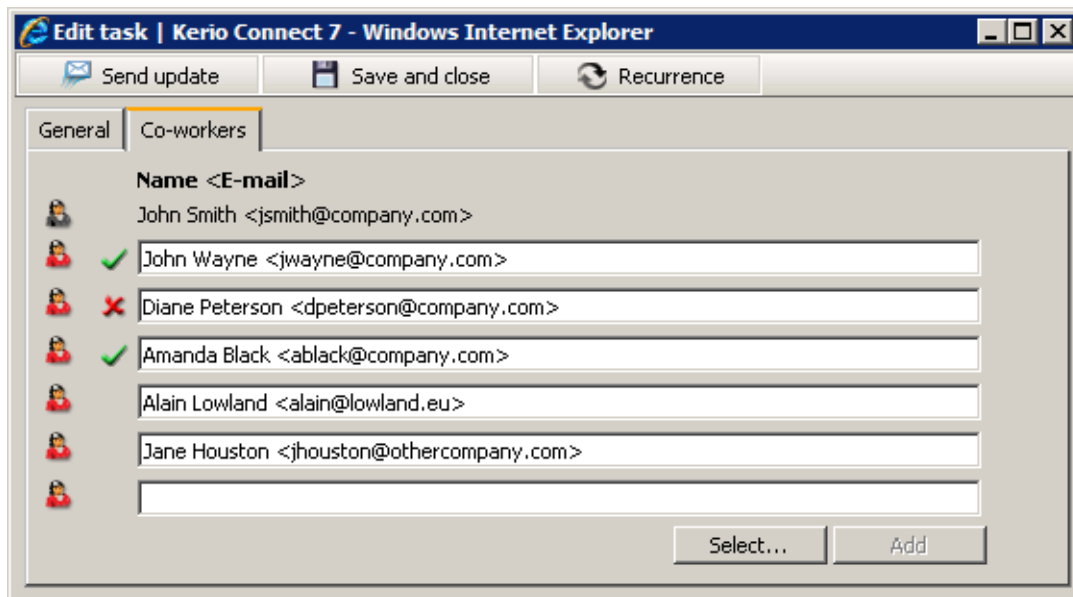 Edit task | Kerio Connect 7 - Windows Internet Explorer
Send update Save and close Recurrence
General Co-workers
Name <E-mail>
John Smith <jsmith@company.com>
John Wayne <jwayne@company.com>
Diane Peterson <dpeterson@company.com>
Amanda Black <ablack@company.com>
Alain Lowland <alain@lowland.eu>
Jane Houston <jhouston@othercompany.com>
Select... Add